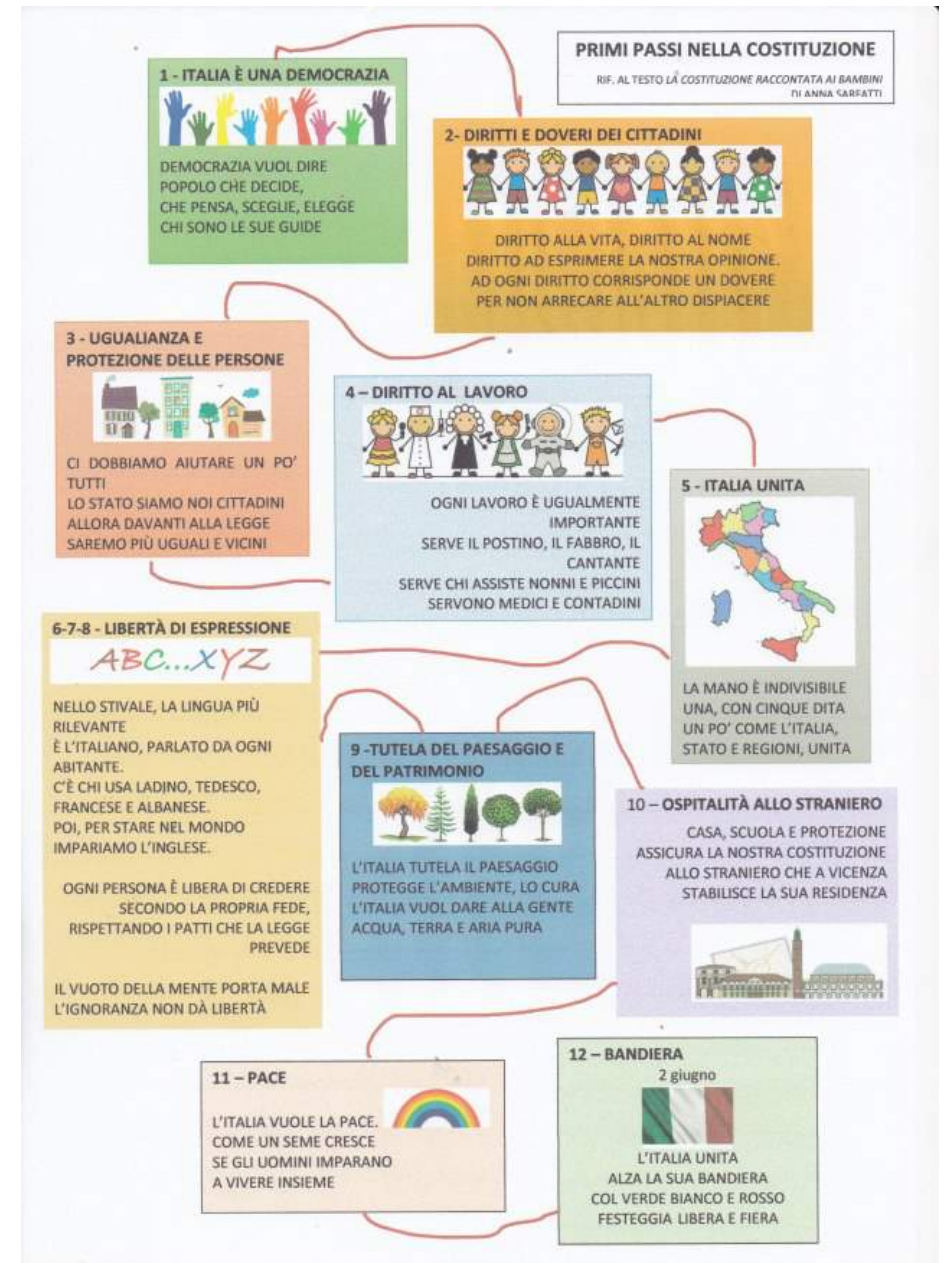 PRIMI PASSI NELLA COSTITUZIONE
RIF. AL TESTO LA COSTITUZIONE RACCONTATA AI BAMBINI
DI ANNA SARFATTI
1 - ITALIA È UNA DEMOCRAZIA
DEMOCRAZIA VUOL DIRE
POPOLO CHE DECIDE,
CHE PENSA, SCEGLIE, ELEGGE
CHI SONO LE SUE GUIDE
2- DIRITTI E DOVERI DEI CITTADINI
DIRITTO ALLA VITA, DIRITTO AL NOME
DIRITTO AD ESPRIMERE LA NOSTRA OPINIONE.
AD OGNI DIRITTO CORRISPONDE UN DOVERE
PER NON ARRECARE ALL'ALTRO DISPIACERE
3 - UGUALIANZA E
PROTEZIONE DELLE PERSONE
CI DOBBIAMO AIUTARE UN PO'
TUTTI
LO STATO SIAMO NOI CITTADINI
ALLORA DAVANTI ALLA LEGGE
SAREMO PIÙ UGUALI E VICINI
4 – DIRITTO AL LAVORO
OGNI LAVORO È UGUALMENTE
IMPORTANTE
SERVE IL POSTINO, IL FABBRO, IL
CANTANTE
SERVE CHI ASSISTE NONNI E PICCINI
SERVONO MEDICI E CONTADINI
5 - ITALIA UNITA
LA MANO È INDIVISIBILE
UNA, CON CINQUE DITA
UN PO' COME L'ITALIA,
STATO E REGIONI, UNITA
6-7-8 - LIBERTÀ DI ESPRESSIONE
ABC...XYZ
NELLO STIVALE, LA LINGUA PIÙ
RILEVANTE
È L'ITALIANO, PARLATO DA OGNI
ABITANTE.
C'È CHI USA LADINO, TEDESCO,
FRANCESE E ALBANESE.
POI, PER STARE NEL MONDO
IMPARIAMO L'INGLESE.
OGNI PERSONA È LIBERA DI CREDERE
SECONDO LA PROPRIA FEDE,
RISPETTANDO I PATTI CHE LA LEGGE
PREVEDE
IL VUOTO DELLA MENTE PORTA MALE
L'IGNORANZA NON DÀ LIBERTÀ
9 -TUTELA DEL PAESAGGIO E
DEL PATRIMONIO
L'ITALIA TUTELA IL PAESAGGIO
PROTEGGE L'AMBIENTE, LO CURA
L'ITALIA VUOL DARE ALLA GENTE
ACQUA, TERRA E ARIA PURA
10 – OSPITALITÀ ALLO STRANIERO
CASA, SCUOLA E PROTEZIONE
ASSICURA LA NOSTRA COSTITUZIONE
ALLO STRANIERO CHE A VICENZA
STABILISCE LA SUA RESIDENZA
11 – PACE
L'ITALIA VUOLE LA PACE.
COME UN SEME CRESCE
SE GLI UOMINI IMPARANO
A VIVERE INSIEME
12 – BANDIERA
2 giugno
L'ITALIA UNITA
ALZA LA SUA BANDIERA
COL VERDE BIANCO E ROSSO
FESTEGGIA LIBERA E FIERA